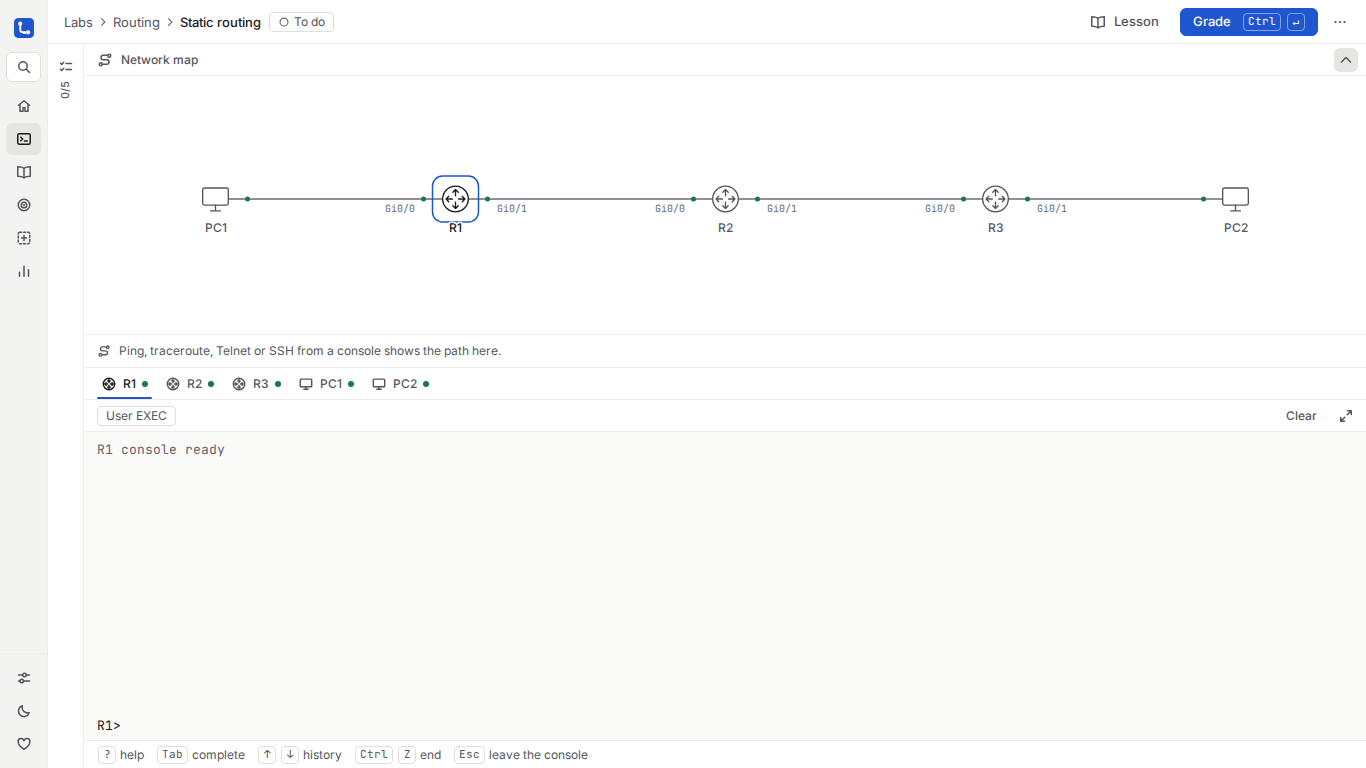 Labs > Routing > Static routing To do Lesson Grade Ctrl ↵ ...
0/5
Network map
Gi0/0 Gi0/1 Gi0/0 Gi0/1 Gi0/0 Gi0/1
PC1 R1 R2 R3 PC2
Ping, traceroute, Telnet or SSH from a console shows the path here.
R1 R2 R3 PC1 PC2
User EXEC Clear
R1 console ready
R1>
? help Tab complete ↑ ↓ history Ctrl Z end Esc leave the console